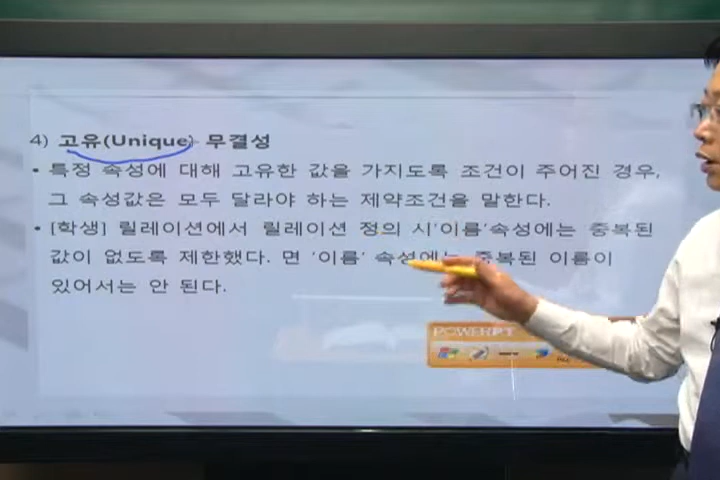 4) 고유(Unique) 무결성
• 특정 속성에 대해 고유한 값을 가지도록 조건이 주어진 경우,
그 속성값은 모두 달라야 하는 제약조건을 말한다.
• [학생] 릴레이션에서 릴레이션 정의 시'이름'속성에는 중복된
값이 없도록 제한했다. 면 '이름' 속성에는 중복된 이름이
있어서는 안 된다.
POWERPT